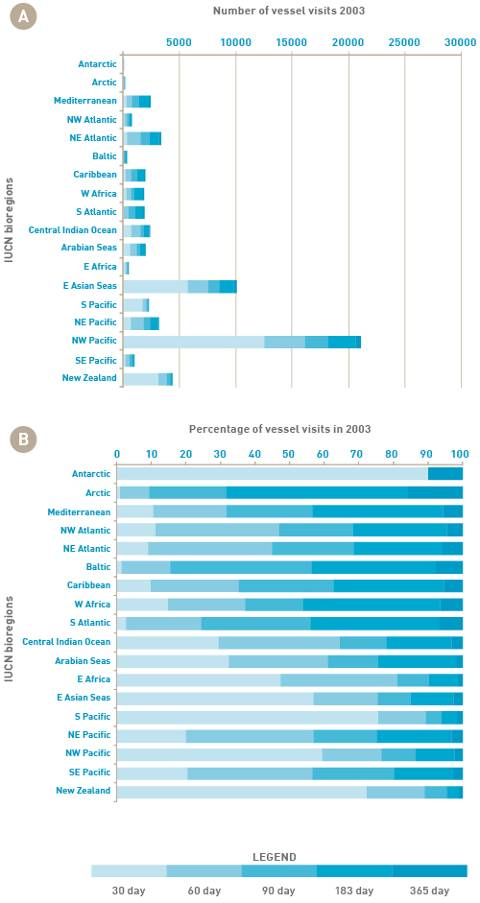 A
Number of vessel visits 2003
5000 10000 15000 20000 25000 30000
IUCN bioregions
Antarctic
Arctic
Mediterranean
NW Atlantic
NE Atlantic
Baltic
Caribbean
W Africa
S Atlantic
Central Indian Ocean
Arabian Seas
E Africa
E Asian Seas
S Pacific
NE Pacific
NW Pacific
SE Pacific
New Zealand
B
Percentage of vessel visits in 2003
0 10 20 30 40 50 60 70 80 90 100
IUCN bioregions
Antarctic
Arctic
Mediterranean
NW Atlantic
NE Atlantic
Baltic
Caribbean
W Africa
S Atlantic
Central Indian Ocean
Arabian Seas
E Africa
E Asian Seas
S Pacific
NE Pacific
NW Pacific
SE Pacific
New Zealand
LEGEND
30 day 60 day 90 day 183 day 365 day